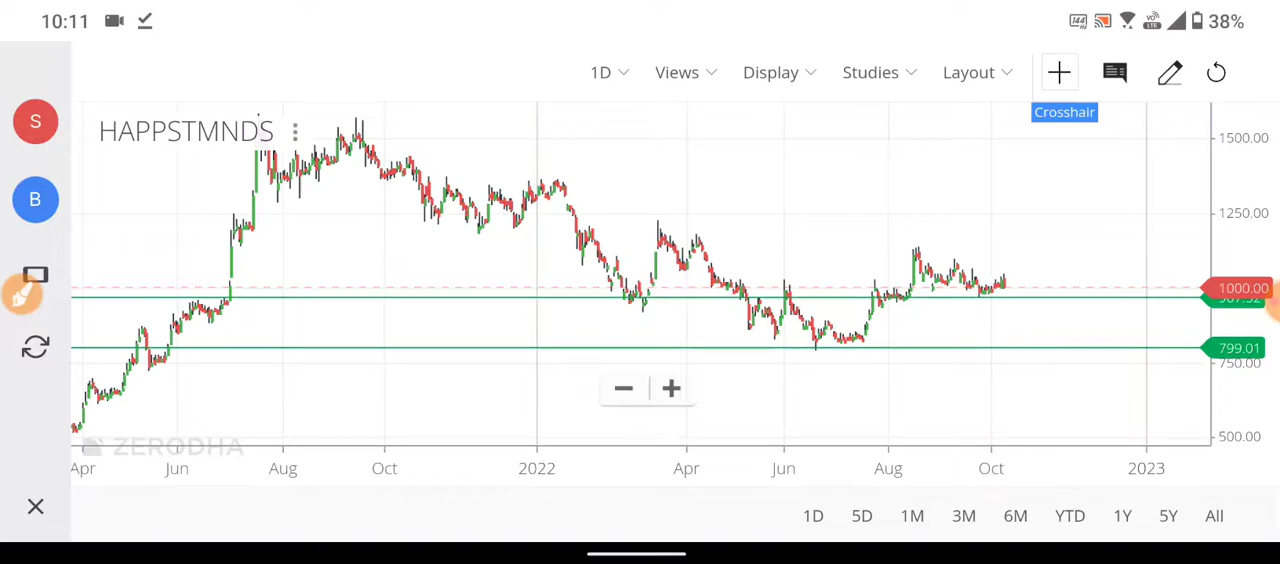 10:11 38%
1D Views Display Studies Layout
Crosshair
S
HAPPSTMNDS
B
1500.00
1250.00
1000.00
799.01
750.00
500.00
ZERODHA
Apr Jun Aug Oct 2022 Apr Jun Aug Oct 2023
1D 5D 1M 3M 6M YTD 1Y 5Y All